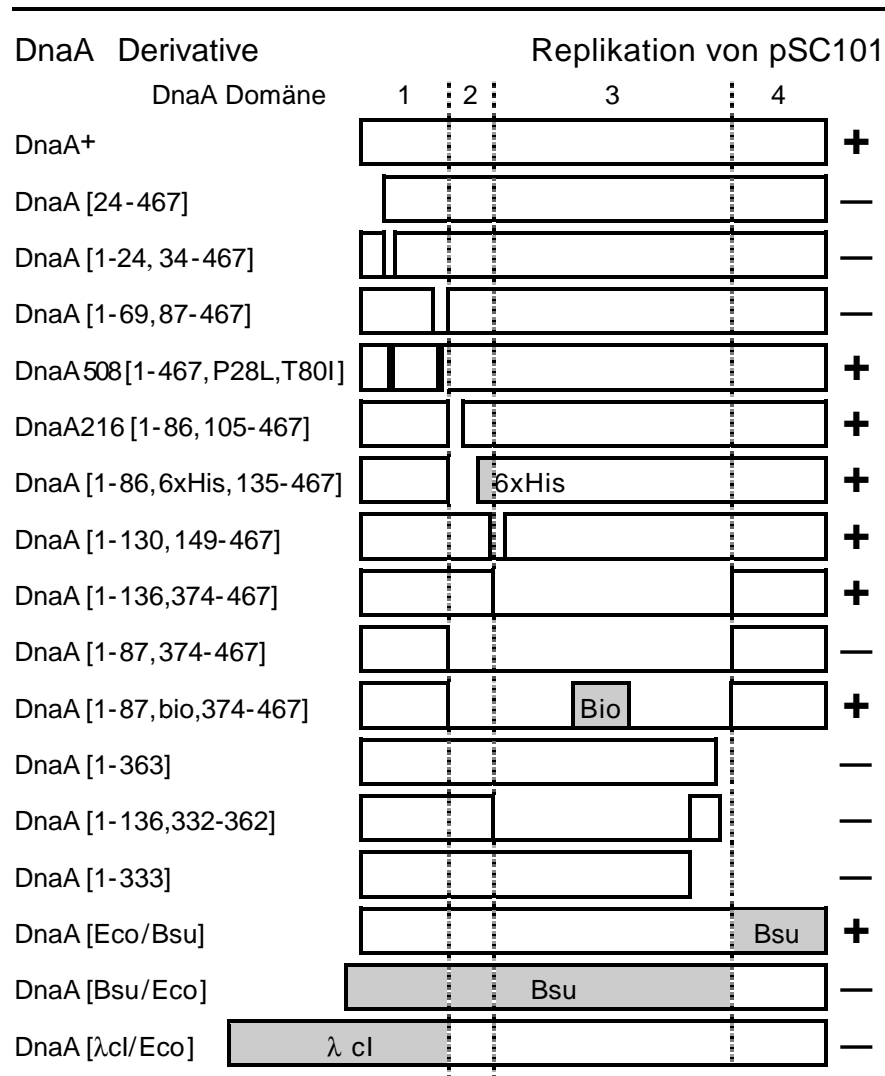 DnaA Derivative Replikation von pSC101
DnaA Domäne 1 2 3 4
DnaA+ +
DnaA [24-467] —
DnaA [1-24, 34-467] —
DnaA [1-69,87-467] —
DnaA508 [1-467,P28L,T80I] +
DnaA216 [1-86,105-467] +
DnaA [1-86,6xHis,135-467] 6xHis +
DnaA [1-130,149-467] +
DnaA [1-136,374-467] +
DnaA [1-87,374-467] —
DnaA [1-87,bio,374-467] Bio +
DnaA [1-363] —
DnaA [1-136,332-362] —
DnaA [1-333] —
DnaA [Eco/Bsu] Bsu +
DnaA [Bsu/Eco] Bsu —
DnaA [λcI/Eco] λ cI —